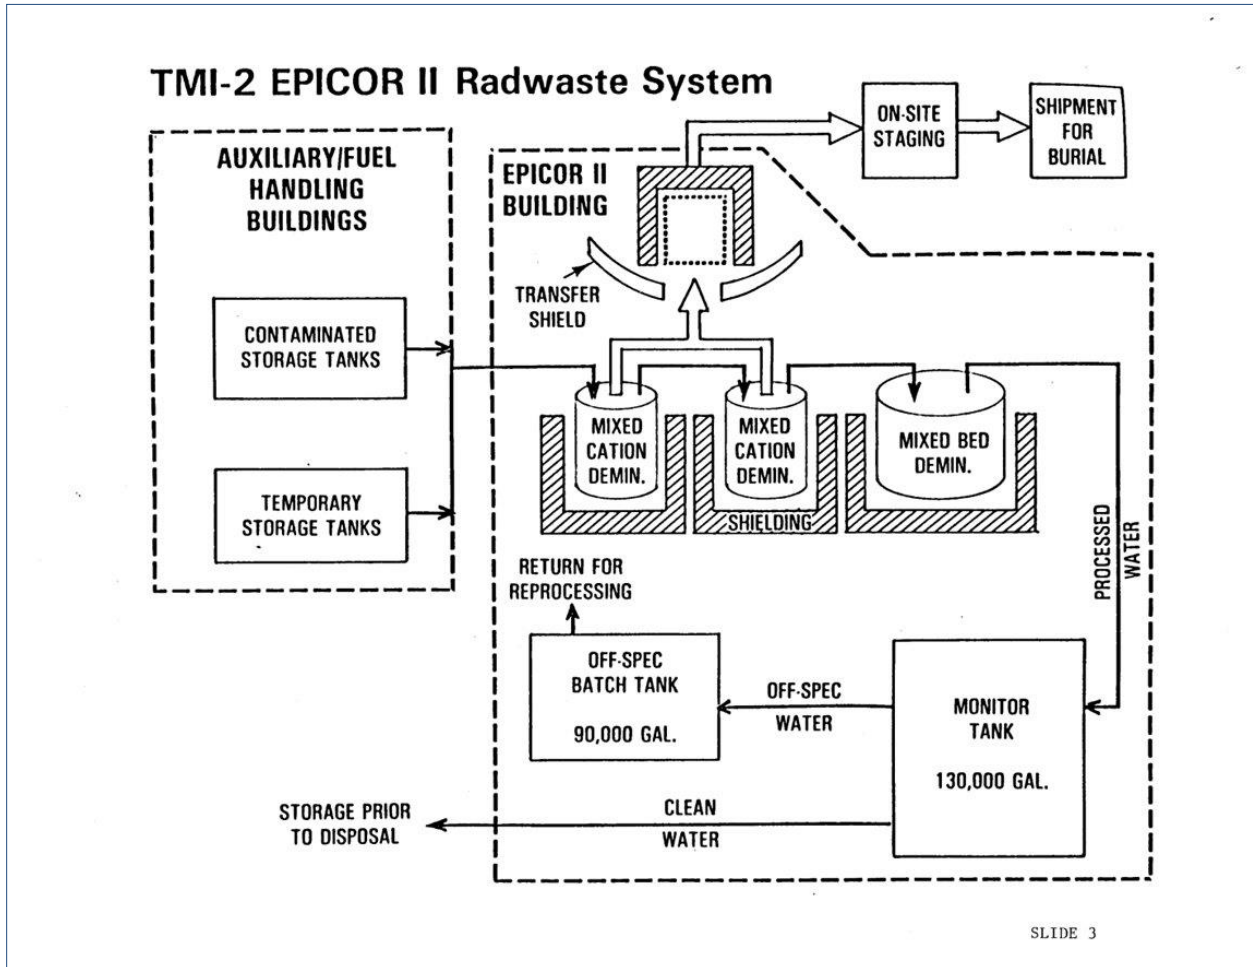 TMI-2 EPICOR II Radwaste System
AUXILIARY/FUEL
HANDLING
BUILDINGS
CONTAMINATED
STORAGE TANKS
TEMPORARY
STORAGE TANKS
EPICOR II
BUILDING
ON-SITE
STAGING
SHIPMENT
FOR
BURIAL
TRANSFER
SHIELD
MIXED
CATION
DEMIN.
MIXED
CATION
DEMIN.
MIXED BED
DEMIN.
SHIELDING
PROCESSED
WATER
RETURN FOR
REPROCESSING
OFF-SPEC
BATCH TANK
90,000 GAL.
OFF-SPEC
WATER
MONITOR
TANK
130,000 GAL.
CLEAN
WATER
STORAGE PRIOR
TO DISPOSAL
SLIDE 3